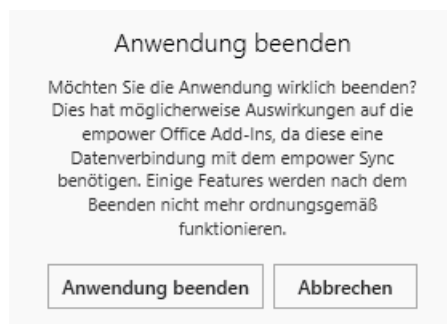 Anwendung beenden
Möchten Sie die Anwendung wirklich beenden?
Dies hat möglicherweise Auswirkungen auf die
empower Office Add-Ins, da diese eine
Datenverbindung mit dem empower Sync
benötigen. Einige Features werden nach dem
Beenden nicht mehr ordnungsgemäß
funktionieren.
Anwendung beenden Abbrechen